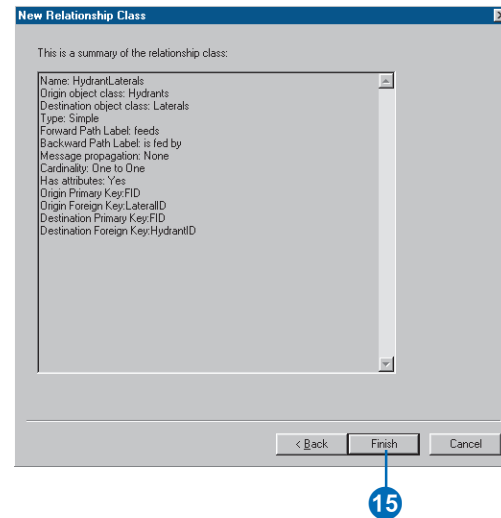 New Relationship Class
This is a summary of the relationship class:
Name: HydrantLaterals
Origin object class: Hydrants
Destination object class: Laterals
Type: Simple
Forward Path Label: feeds
Backward Path Label: is fed by
Message propagation: None
Cardinality: One to One
Has attributes: Yes
Origin Primary Key:FID
Origin Foreign Key:LateralID
Destination Primary Key:FID
Destination Foreign Key:HydrantID
< Back
Finish
Cancel
15